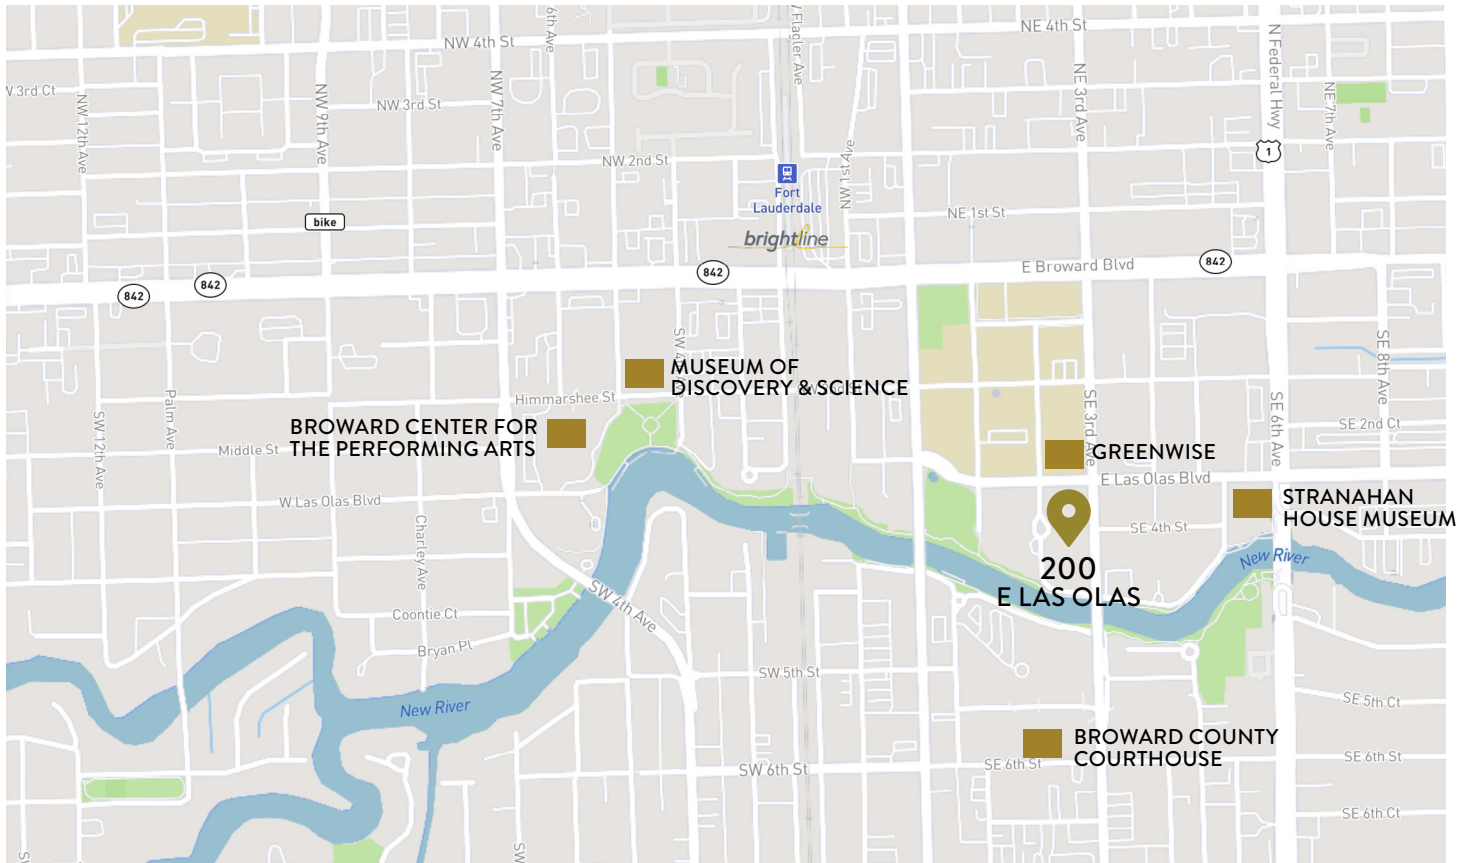 NW 4th St
6th Ave
/ Flagler Ave
NE 4th St
N Federal Hwy
W 3rd Ct
NW 12th Ave
NW 9th Ave
NW 3rd St
NW 7th Ave
NE 3rd Ave
NE 7th Ave
NW 2nd St
NW 1st Ave
1
Fort
Lauderdale
bike
NE 1st St
brightline
E Broward Blvd
842
842
842
842
MUSEUM OF
DISCOVERY & SCIENCE
Himmarshee St
BROWARD CENTER FOR
THE PERFORMING ARTS
Palm Ave
SW 12th Ave
Middle St
SE 3rd Ave
SE 6th Ave
SE 8th Ave
SE 2nd Ct
GREENWISE
E Las Olas Blvd
W Las Olas Blvd
STRANAHAN
HOUSE MUSEUM
SE 4th St
Charley Ave
New River
200
E LAS OLAS
SW 4th Ave
Coontie Ct
Bryan Pl
SW 5th St
New River
SE 5th Ct
BROWARD COUNTY
COURTHOUSE
SE 6th St
SE 6th St
SW 6th St
SE 6th Ct
SW
SW